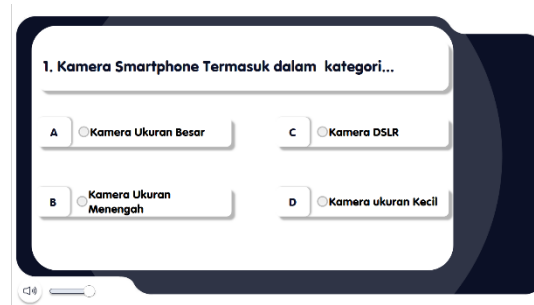 1. Kamera Smartphone Termasuk dalam kategori...
A
Kamera Ukuran Besar
C
Kamera DSLR
B
Kamera Ukuran
Menengah
D
Kamera ukuran Kecil